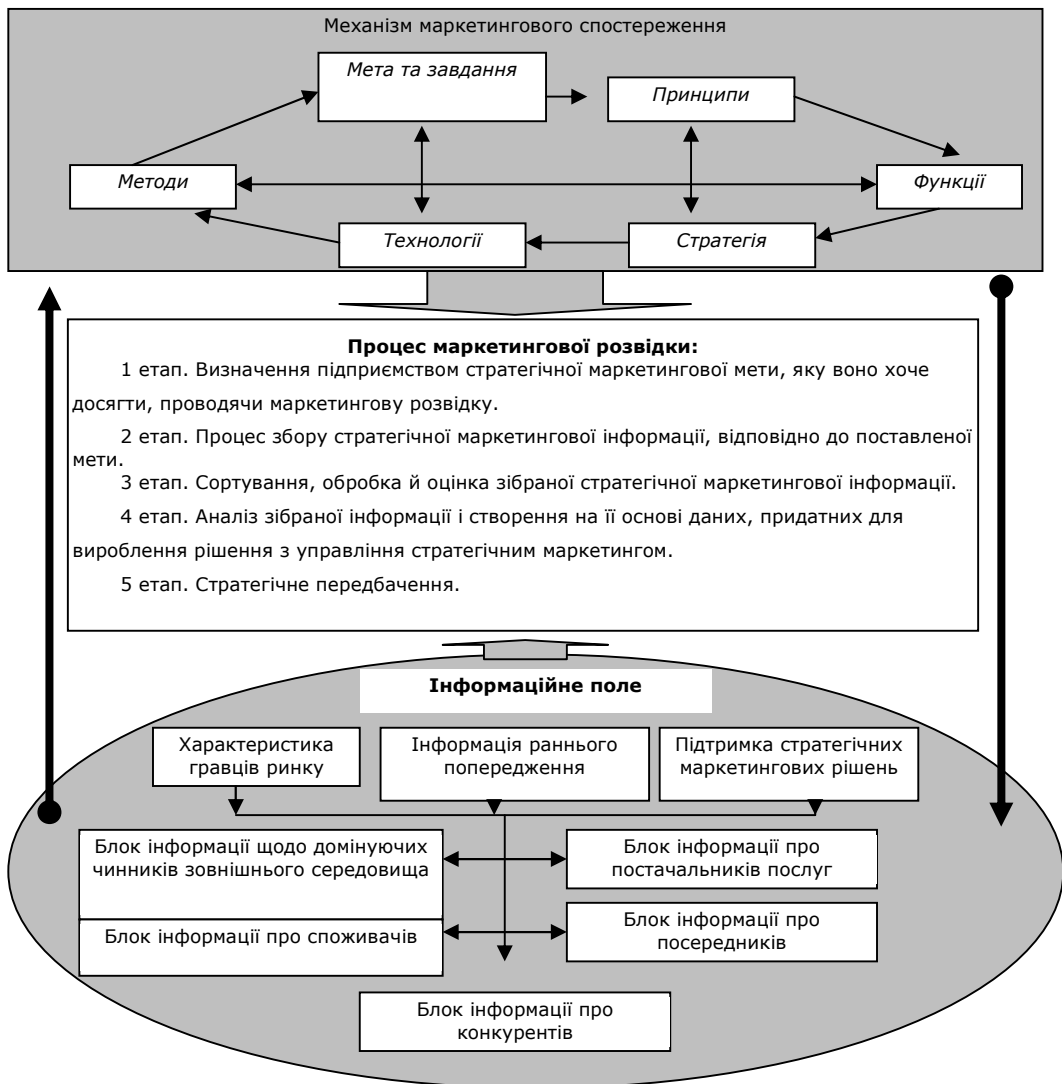 Механізм маркетингового спостереження
Мета та завдання
Принципи
Методи
Функції
Технології
Стратегія
Процес маркетингової розвідки:
1 етап. Визначення підприємством стратегічної маркетингової мети, яку воно хоче
досягти, проводячи маркетингову розвідку.
2 етап. Процес збору стратегічної маркетингової інформації, відповідно до поставленої
мети.
3 етап. Сортування, обробка й оцінка зібраної стратегічної маркетингової інформації.
4 етап. Аналіз зібраної інформації і створення на її основі даних, придатних для
вироблення рішення з управління стратегічним маркетингом.
5 етап. Стратегічне передбачення.
Інформаційне поле
Характеристика
гравців ринку
Інформація раннього
попередження
Підтримка стратегічних
маркетингових рішень
Блок інформації щодо домінуючих
чинників зовнішнього середовища
Блок інформації про
постачальників послуг
Блок інформації про споживачів
Блок інформації про
посередників
Блок інформації про
конкурентів